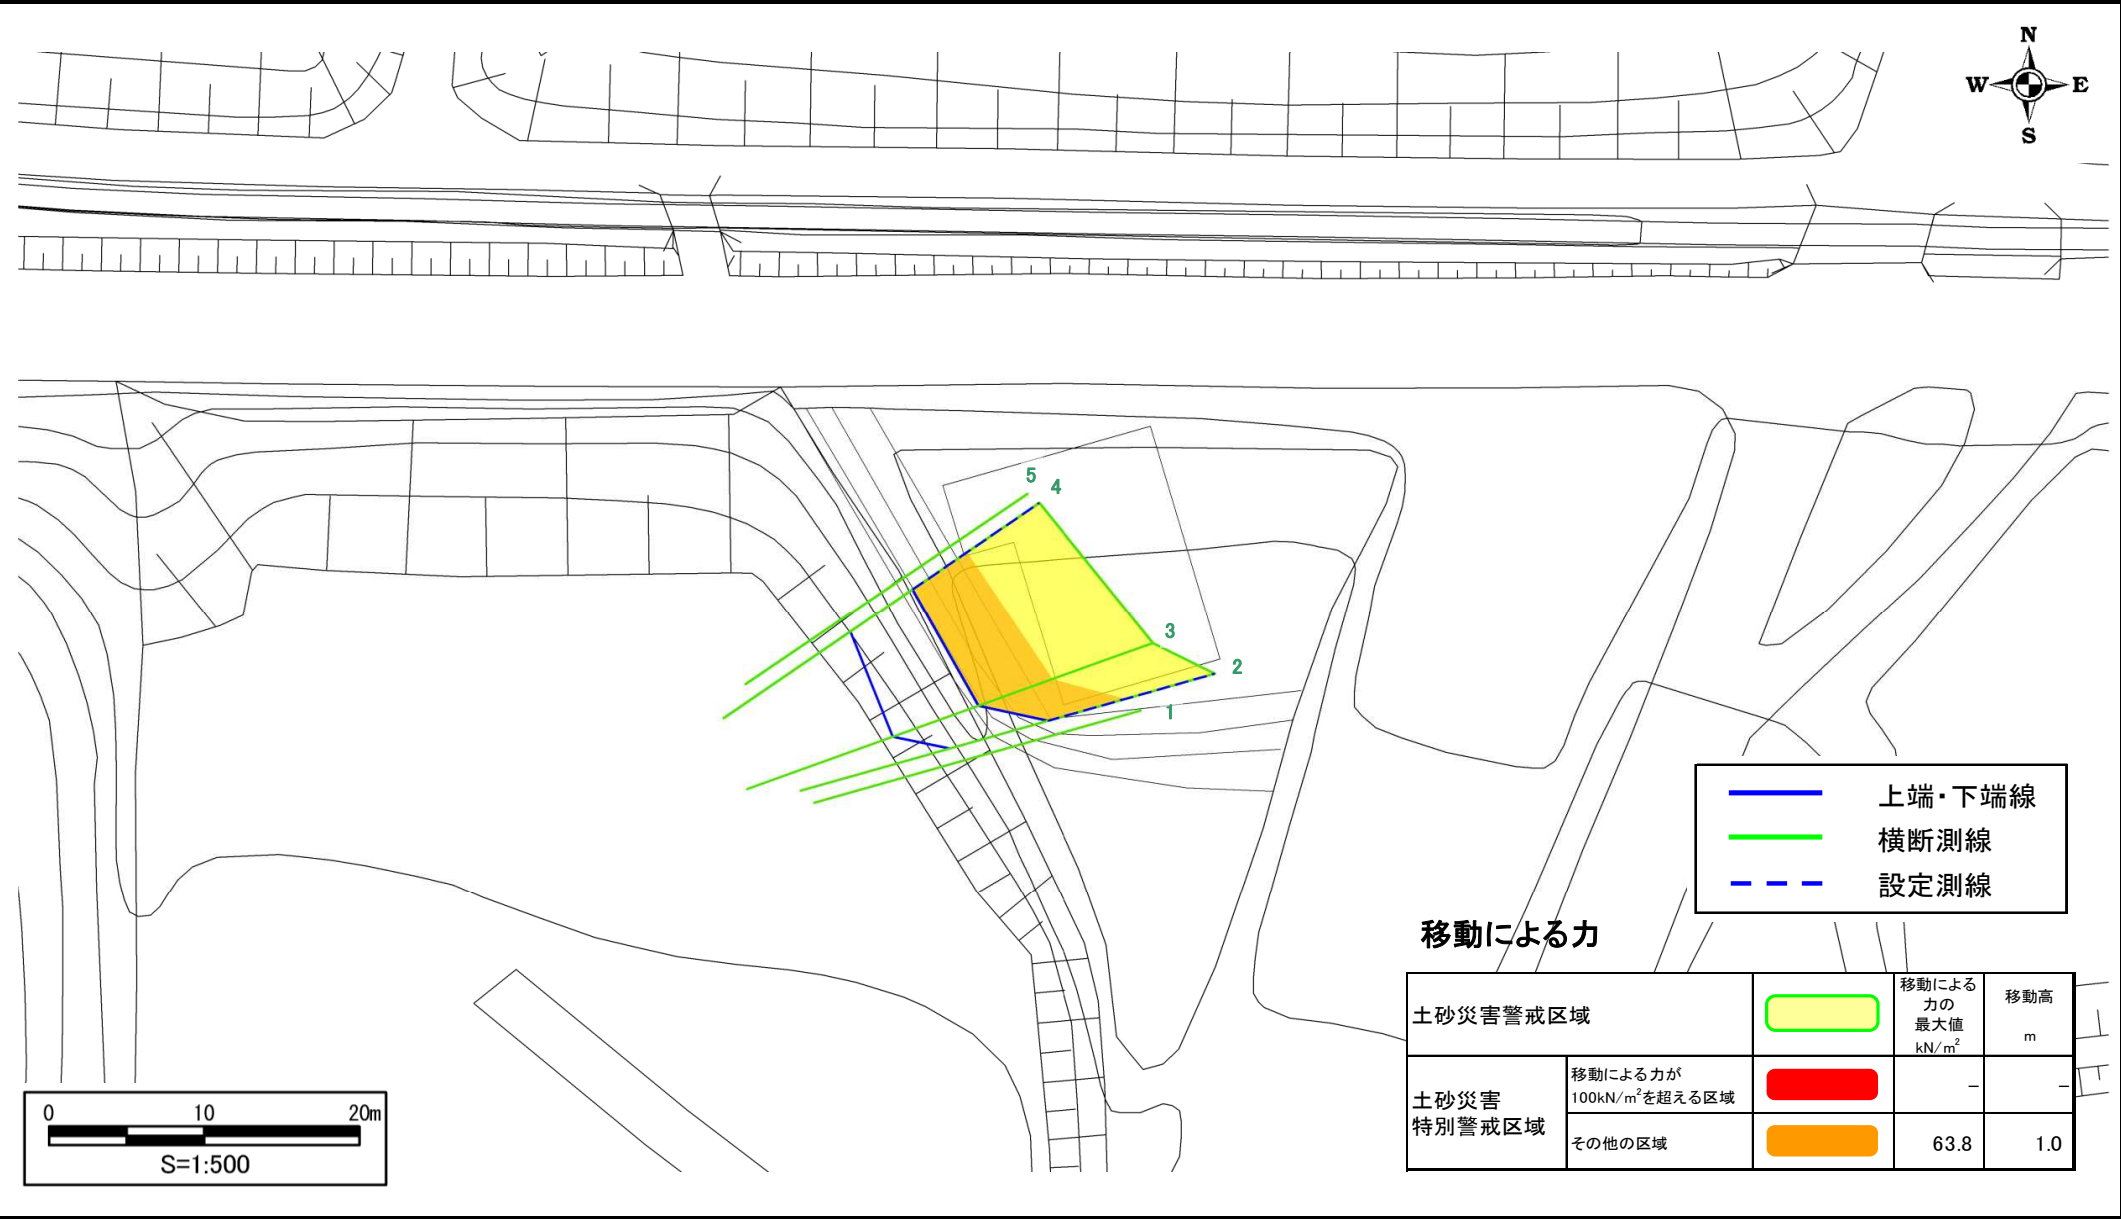 N
W E
S
5
4
3
2
1
上端・下端線
横断測線
設定測線
移動による力
土砂災害警戒区域
移動による
力の
最大値
kN/m²
移動高
m
土砂災害
特別警戒区域
移動による力が
100kN/m²を超える区域
－
－
その他の区域
63.8
1.0
0 10 20m
S=1:500